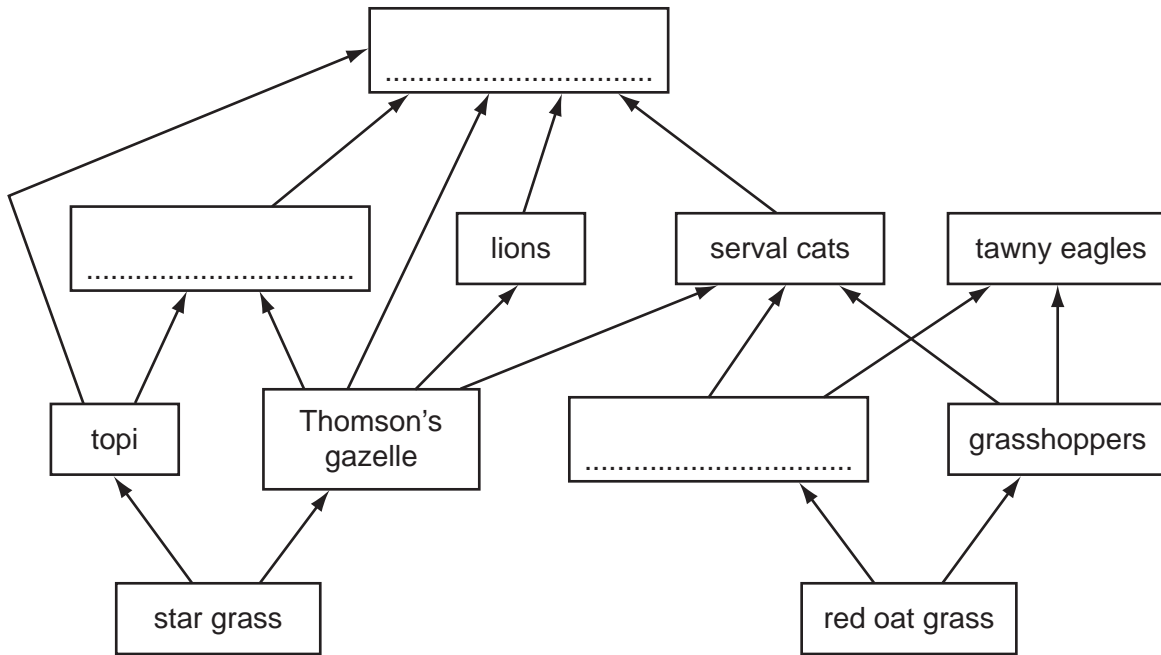 .................................
.................................
lions
serval cats
tawny eagles
topi
Thomson's
gazelle
.................................
grasshoppers
star grass
red oat grass